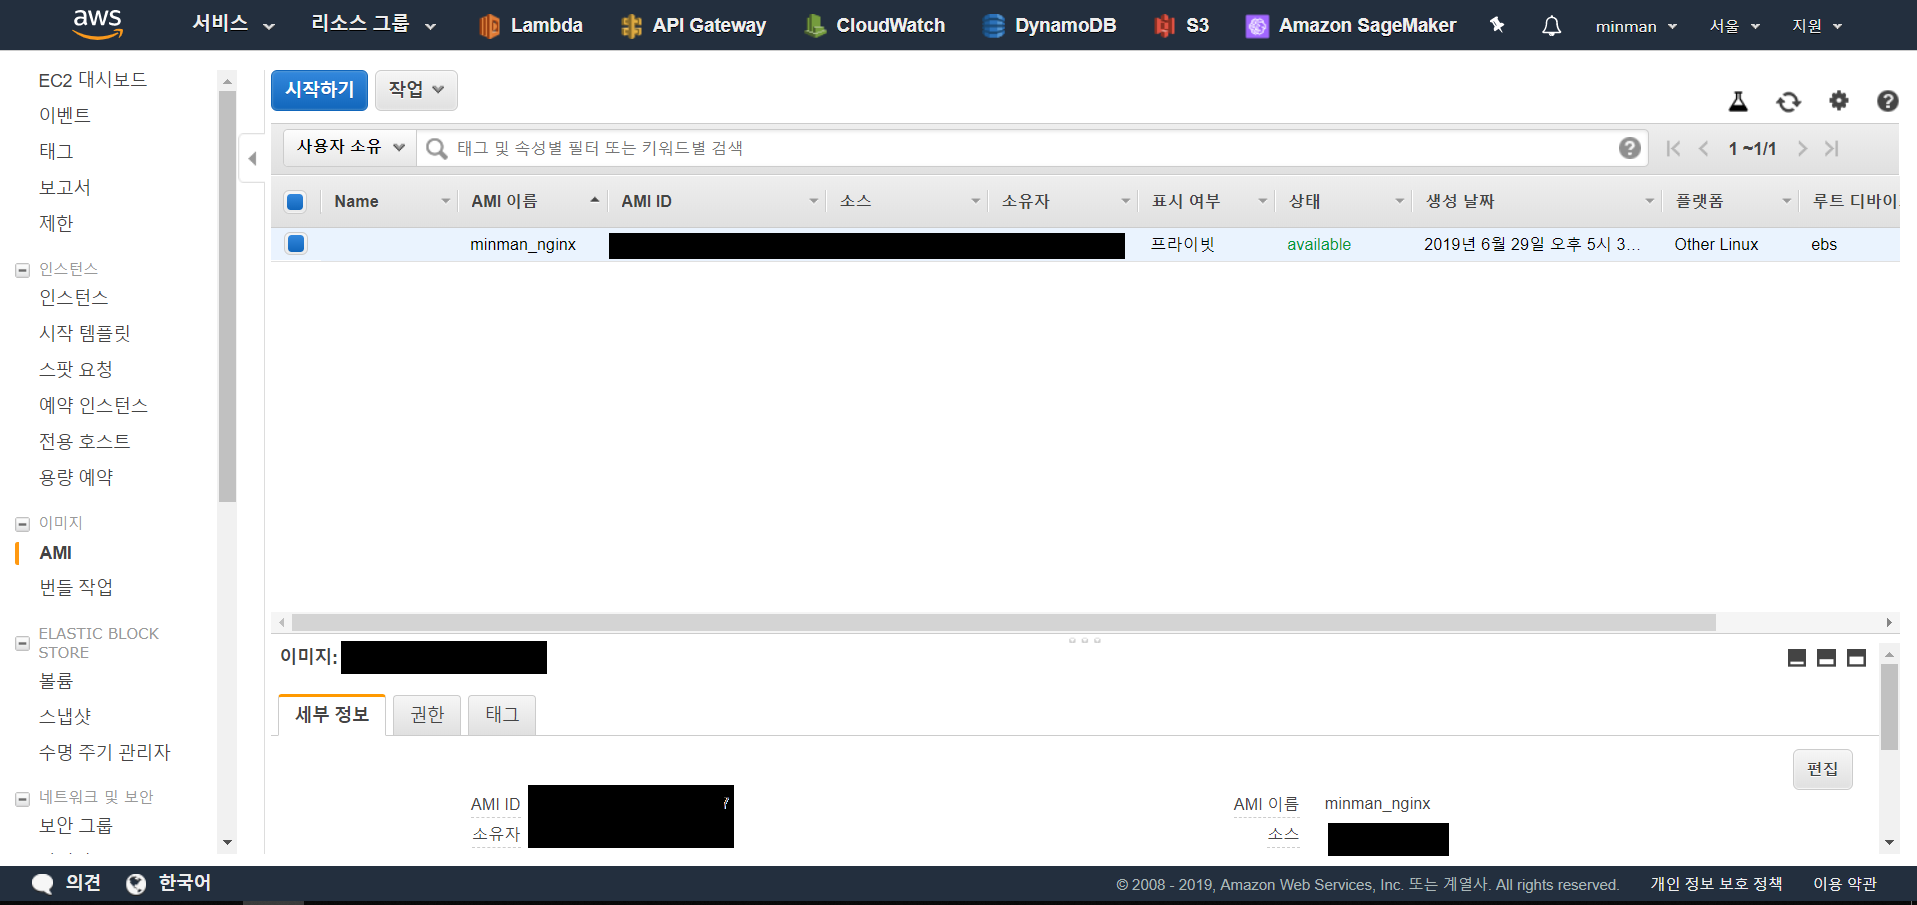 aws 서비스 리소스 그룹 Lambda API Gateway CloudWatch DynamoDB S3 Amazon SageMaker minman 서울 지원
EC2 대시보드
이벤트
태그
보고서
제한
인스턴스
인스턴스
시작 템플릿
스팟 요청
예약 인스턴스
전용 호스트
용량 예약
이미지
AMI
번들 작업
ELASTIC BLOCK
STORE
볼륨
스냅샷
수명 주기 관리자
네트워크 및 보안
보안 그룹
시작하기 작업
사용자 소유 태그 및 속성별 필터 또는 키워드별 검색 1 ~1/1
Name AMI 이름 AMI ID 소스 소유자 표시 여부 상태 생성 날짜 플랫폼 루트 디바이
minman_nginx 프라이빗 available 2019년 6월 29일 오후 5시 3... Other Linux ebs
이미지:
세부 정보 권한 태그
편집
AMI ID AMI 이름 minman_nginx
소유자 소스
의견 한국어 © 2008 - 2019, Amazon Web Services, Inc. 또는 계열사. All rights reserved. 개인 정보 보호 정책 이용 약관